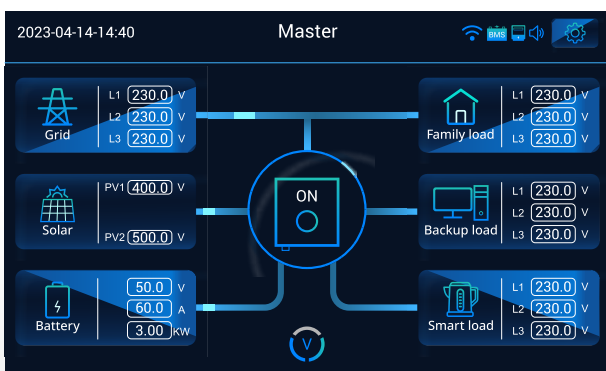 2023-04-14-14:40
Master
BMS
Grid
L1 230.0 V
L2 230.0 V
L3 230.0 V
Solar
PV1 400.0 V
PV2 500.0 V
Battery
50.0 V
60.0 A
3.00 KW
ON
V
Family load
L1 230.0 V
L2 230.0 V
L3 230.0 V
Backup load
L1 230.0 V
L2 230.0 V
L3 230.0 V
Smart load
L1 230.0 V
L2 230.0 V
L3 230.0 V